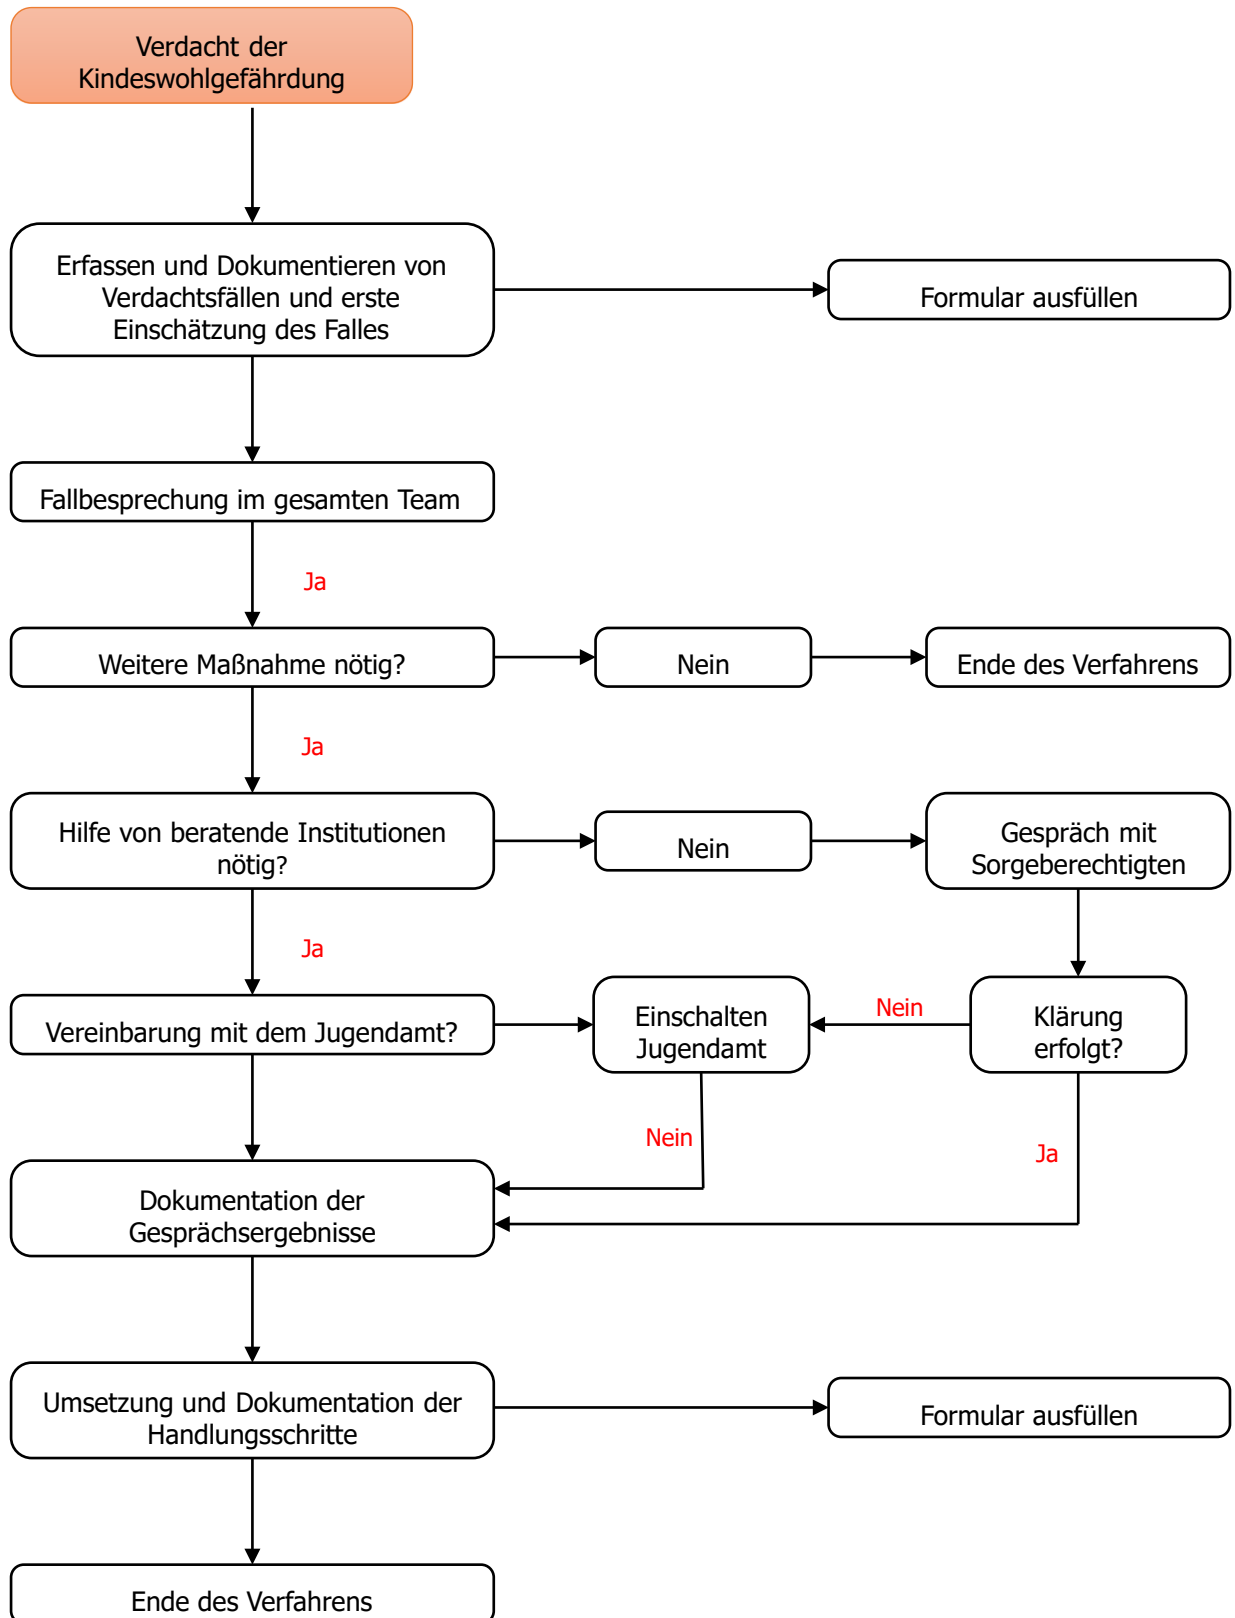 Verdacht der
Kindeswohlgefährdung
Erfassen und Dokumentieren von
Verdachtsfällen und erste
Einschätzung des Falles
Formular ausfüllen
Fallbesprechung im gesamten Team
Ja
Weitere Maßnahme nötig?
Nein
Ende des Verfahrens
Ja
Hilfe von beratende Institutionen
nötig?
Nein
Gespräch mit
Sorgeberechtigten
Ja
Vereinbarung mit dem Jugendamt?
Einschalten
Jugendamt
Nein
Klärung
erfolgt?
Nein
Ja
Dokumentation der
Gesprächsergebnisse
Umsetzung und Dokumentation der
Handlungsschritte
Formular ausfüllen
Ende des Verfahrens